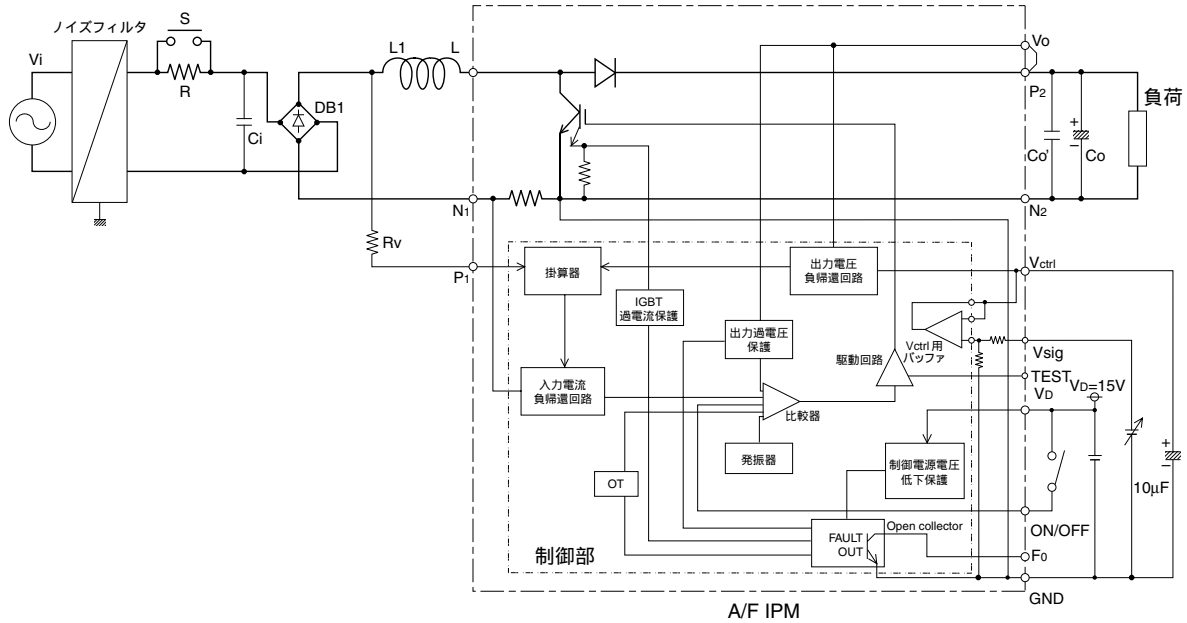 ノイズフィルタ
S
Vi
R
Ci
DB1
L1
L
Vo
P2
負荷
Co'
+
−
Co
N1
N2
Rv
P1
掛算器
出力電圧
負帰還回路
Vctrl
IGBT
過電流保護
出力過電圧
保護
駆動回路
Vctrl用
バッファ
Vsig
TEST
VD
VD=15V
入力電流
負帰還回路
比較器
発振器
制御電源電圧
低下保護
+
−
10μF
OT
ON/OFF
Open collector
FAULT
OUT
F0
制御部
GND
A/F IPM